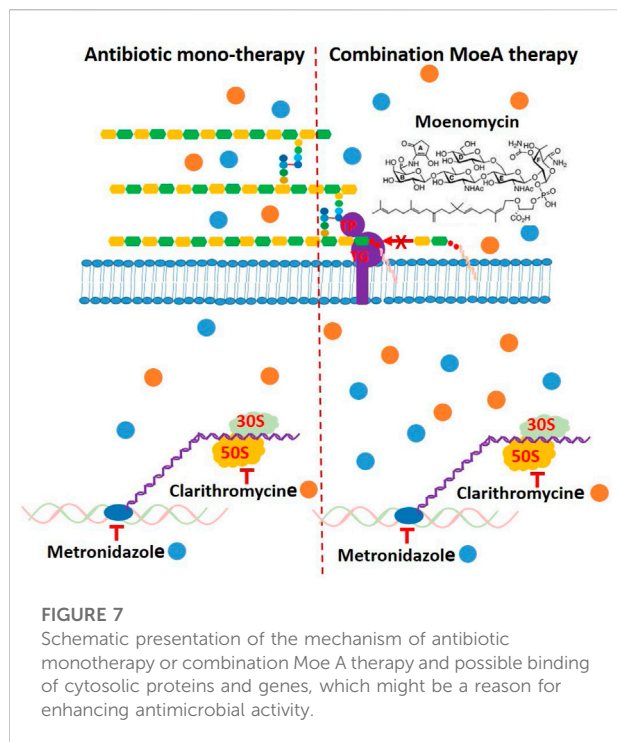 Antibiotic mono-therapy
Combination MoeA therapy
Moenomycin
TP
TG
X
30S
50S
Clarithromycine
Metronidazole
30S
50S
Clarithromycine
Metronidazole
FIGURE 7
Schematic presentation of the mechanism of antibiotic
monotherapy or combination Moe A therapy and possible binding
of cytosolic proteins and genes, which might be a reason for
enhancing antimicrobial activity.